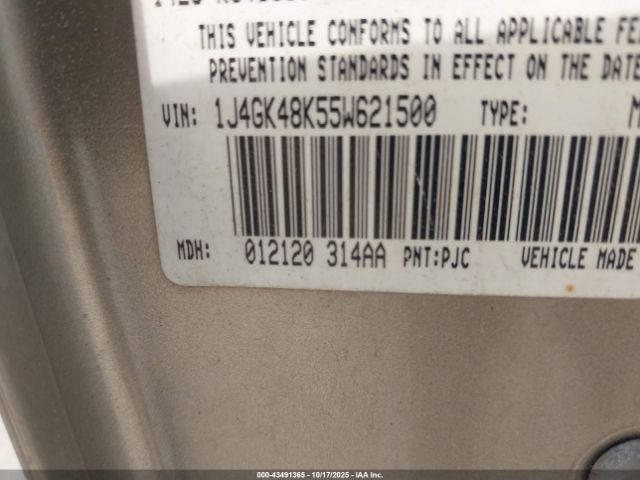 THIS VEHICLE CONFORMS TO ALL APPLICABLE
PREVENTION STANDARDS IN EFFECT ON THE DATE
VIN: 1J4GK48K55W621500 TYPE: M
MDH: 012120 314AA PNT:PJC VEHICLE MADE
000-43491365 - 10/17/2025 - IAA Inc.